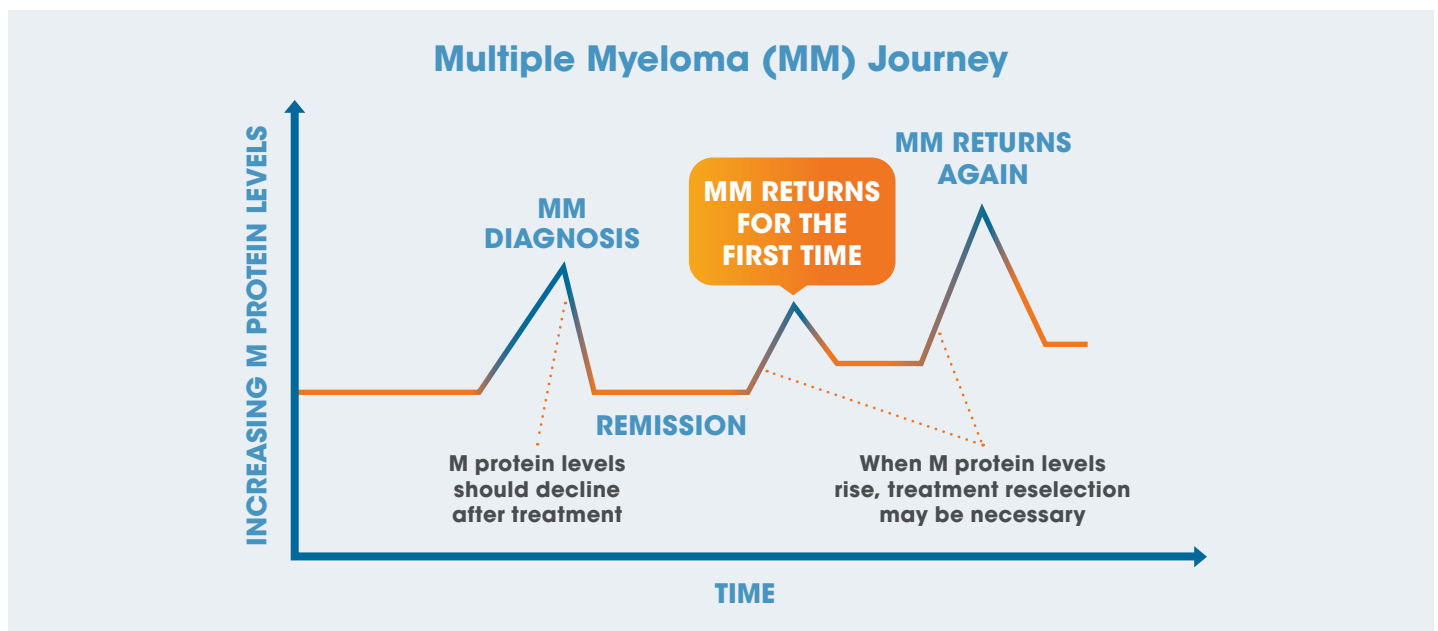 Multiple Myeloma (MM) Journey
INCREASING M PROTEIN LEVELS
MM
DIAGNOSIS
MM RETURNS
FOR THE
FIRST TIME
MM RETURNS
AGAIN
REMISSION
M protein levels
should decline
after treatment
When M protein levels
rise, treatment reselection
may be necessary
TIME